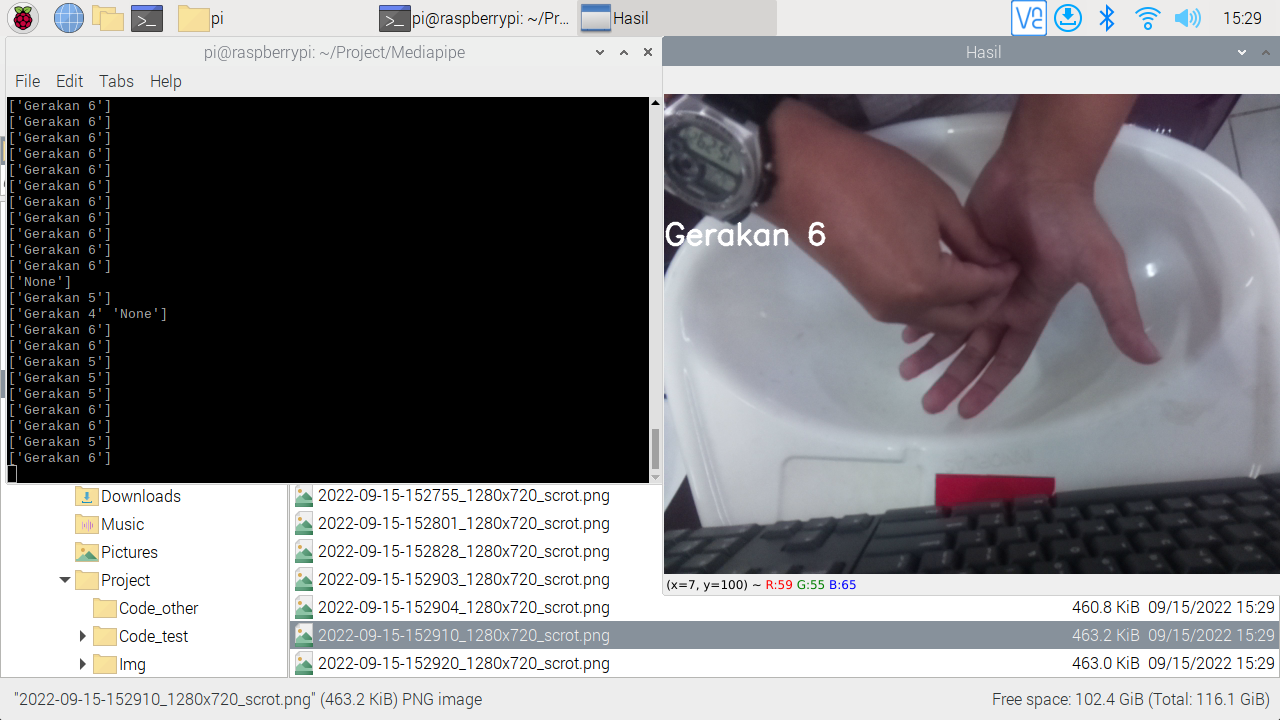 pi
pi@raspberrypi: ~/Pr...
Hasil
V2
15:29
pi@raspberrypi: ~/Project/Mediapipe
File Edit Tabs Help
['Gerakan 6']
['Gerakan 6']
['Gerakan 6']
['Gerakan 6']
['Gerakan 6']
['Gerakan 6']
['Gerakan 6']
['Gerakan 6']
['Gerakan 6']
['Gerakan 6']
['Gerakan 6']
['None']
['Gerakan 5']
['Gerakan 4' 'None']
['Gerakan 6']
['Gerakan 6']
['Gerakan 5']
['Gerakan 5']
['Gerakan 5']
['Gerakan 6']
['Gerakan 6']
['Gerakan 5']
['Gerakan 6']
Hasil
Gerakan 6
(x=7, y=100) ~ R:59 G:55 B:65
Downloads
Music
Pictures
Project
Code_other
Code_test
Img
2022-09-15-152755_1280x720_scrot.png
2022-09-15-152801_1280x720_scrot.png
2022-09-15-152828_1280x720_scrot.png
2022-09-15-152903_1280x720_scrot.png
2022-09-15-152904_1280x720_scrot.png 460.8 KiB 09/15/2022 15:29
2022-09-15-152910_1280x720_scrot.png 463.2 KiB 09/15/2022 15:29
2022-09-15-152920_1280x720_scrot.png 463.0 KiB 09/15/2022 15:29
"2022-09-15-152910_1280x720_scrot.png" (463.2 KiB) PNG image
Free space: 102.4 GiB (Total: 116.1 GiB)